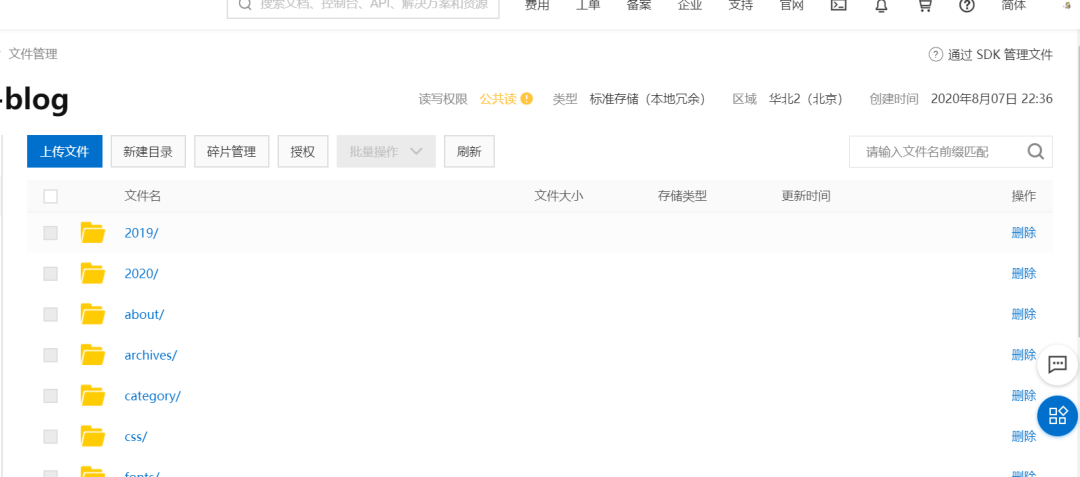 搜索文档、控制台、API、解决方案和资源 费用 工单 备案 企业 支持 官网 简体
文件管理 通过 SDK 管理文件
-blog 读写权限 公共读 类型 标准存储（本地冗余） 区域 华北2（北京） 创建时间 2020年8月07日 22:36
上传文件 新建目录 碎片管理 授权 批量操作 刷新 请输入文件名前缀匹配
文件名 文件大小 存储类型 更新时间 操作
2019/ 删除
2020/ 删除
about/ 删除
archives/ 删除
category/ 删除
css/ 删除
fonts/ 删除